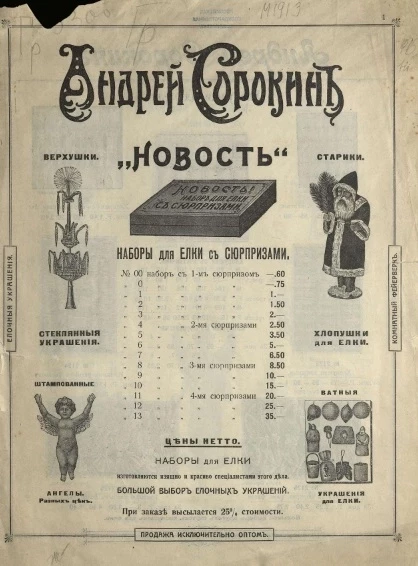 1
Андрей Сорокинъ
„НОВОСТЬ“
ВЕРХУШКИ.
СТАРИКИ.
НОВОСТЬ!
НАБОРЪ ДЛЯ ЕЛКИ
СЪ СЮРПРИЗАМИ
НАБОРЫ для ЕЛКИ съ СЮРПРИЗАМИ.
№ 00 наборъ съ 1-мъ сюрпризомъ —.60
0 " " " " —.75
1 " " " " 1.—
2 " " " " 1.50
3 " " " " 2.—
4 " " 2-мя сюрпризами 2.50
5 " " " " 3.50
6 " " " " 5.—
7 " " " " 6.50
8 " " 3-мя сюрпризами 8.50
9 " " " " 10.—
10 " " " " 15.—
11 " " 4-мя сюрпризами 20.—
12 " " " " 25.—
13 " " " " 35.—
ЕЛОЧНЫЯ УКРАШЕНІЯ.
КОМНАТНЫЙ ФЕЙЕРВЕРКЪ.
СТЕКЛЯННЫЯ
УКРАШЕНІЯ.
ХЛОПУШКИ
для ЕЛКИ.
ШТАМПОВАННЫЕ
АНГЕЛЫ.
Разныхъ цѣнъ.
ВАТНЫЯ
УКРАШЕНІЯ
для ЕЛКИ.
ЦѢНЫ НЕТТО.
НАБОРЫ для ЕЛКИ
изготовляются изящно и красиво спеціалистами этого дѣла.
БОЛЬШОЙ ВЫБОРЪ ЕЛОЧНЫХЪ УКРАШЕНІЙ.
При заказѣ высылается 25% стоимости.
ПРОДАЖА ИСКЛЮЧИТЕЛЬНО ОПТОМЪ.